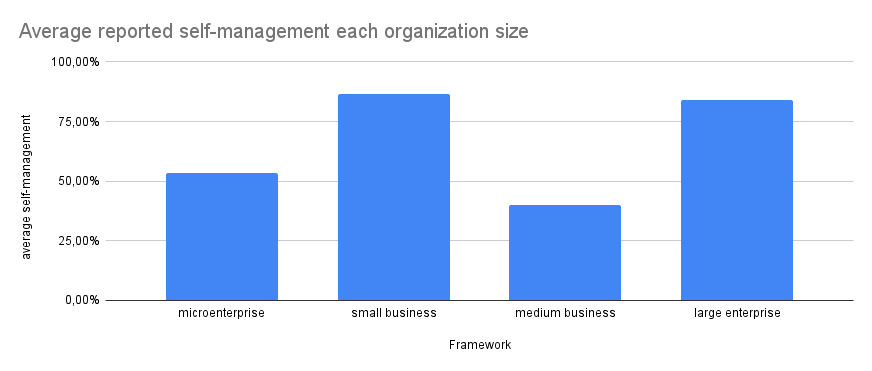 Average reported self-management each organization size
100,00%
75,00%
50,00%
25,00%
0,00%
average self-management
microenterprise
small business
medium business
large enterprise
Framework